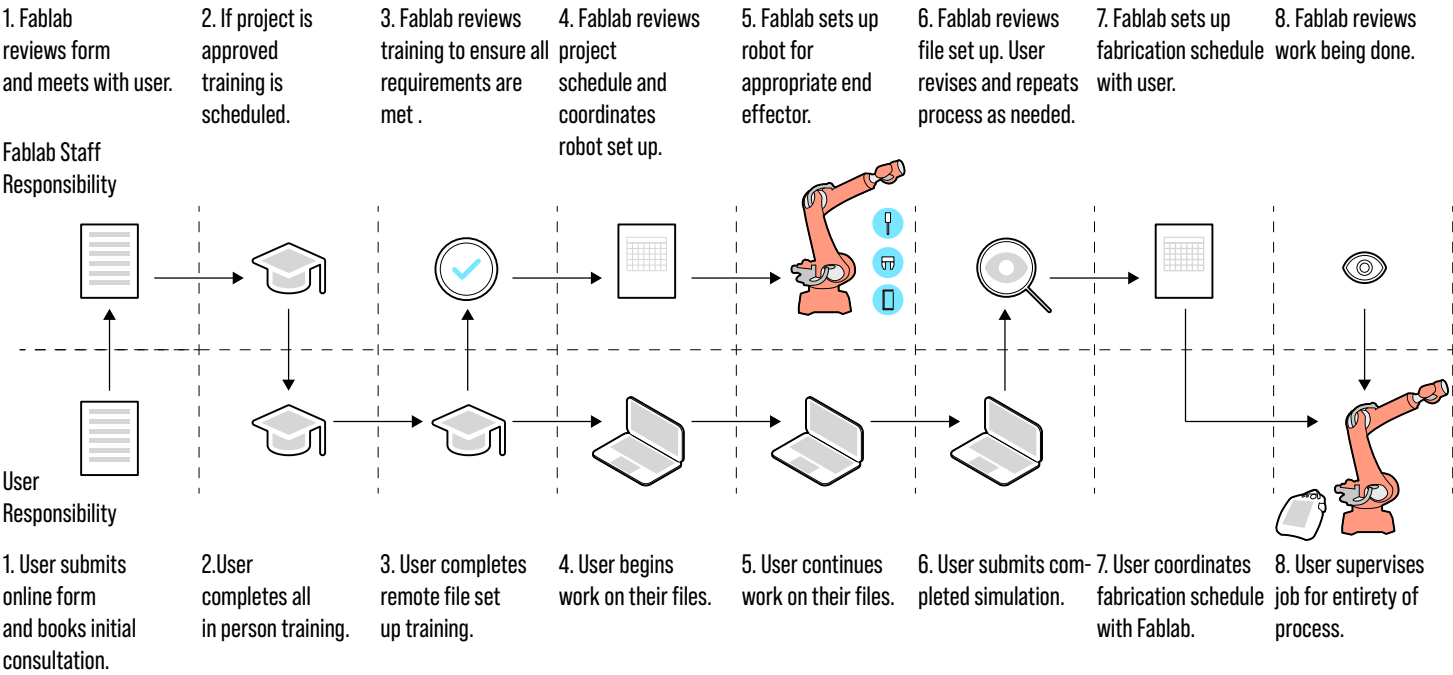 1. Fablab
reviews form
and meets with user.
2. If project is
approved
training is
scheduled.
3. Fablab reviews
training to ensure all
requirements are
met .
4. Fablab reviews
project
schedule and
coordinates
robot set up.
5. Fablab sets up
robot for
appropriate end
effector.
6. Fablab reviews
file set up. User
revises and repeats
process as needed.
7. Fablab sets up
fabrication schedule
with user.
8. Fablab reviews
work being done.
Fablab Staff
Responsibility
User
Responsibility
1. User submits
online form
and books initial
consultation.
2.User
completes all
in person training.
3. User completes
remote file set
up training.
4. User begins
work on their files.
5. User continues
work on their files.
6. User submits com-
pleted simulation.
7. User coordinates
fabrication schedule
with Fablab.
8. User supervises
job for entirety of
process.